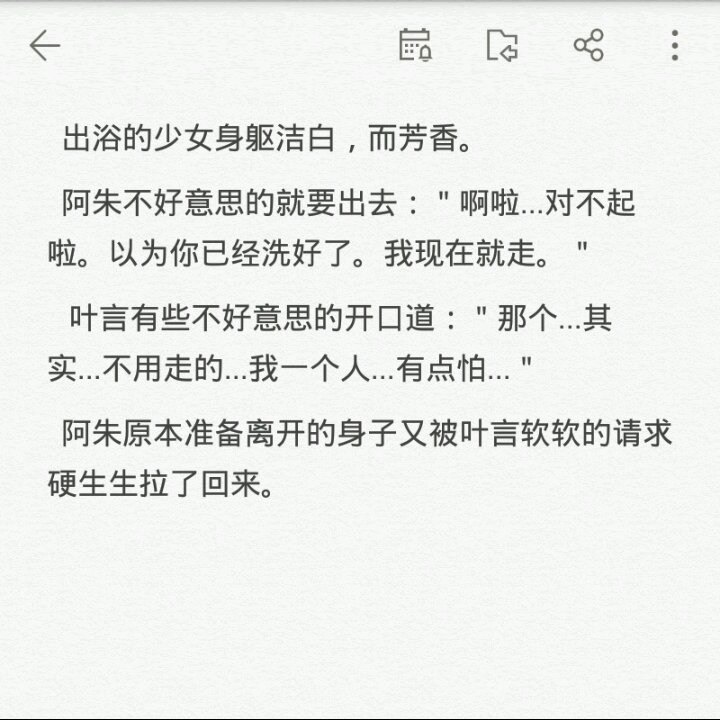 出浴的少女身躯洁白，而芳香。
阿朱不好意思的就要出去："啊啦...对不起
啦。以为你已经洗好了。我现在就走。"
叶言有些不好意思的开口道："那个...其
实...不用走的...我一个人...有点怕..."
阿朱原本准备离开的身子又被叶言软软的请求
硬生生拉了回来。